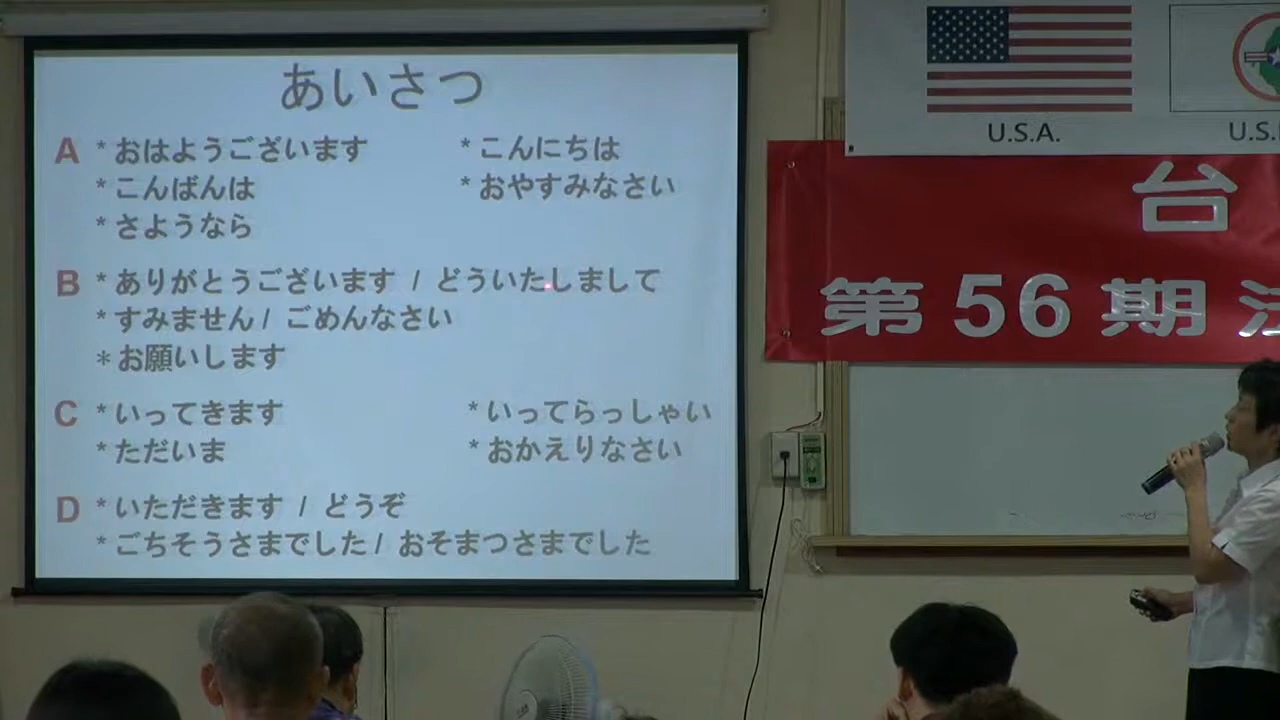 あいさつ
A *おはようございます *こんにちは
*こんばんは *おやすみなさい
*さようなら
B *ありがとうございます / どういたしまして
*すみません / ごめんなさい
*お願いします
C *いってきます *いってらっしゃい
*ただいま *おかえりなさい
D *いただきます / どうぞ
*ごちそうさまでした / おそまつさまでした
U.S.A.
U.S.
台
第56期